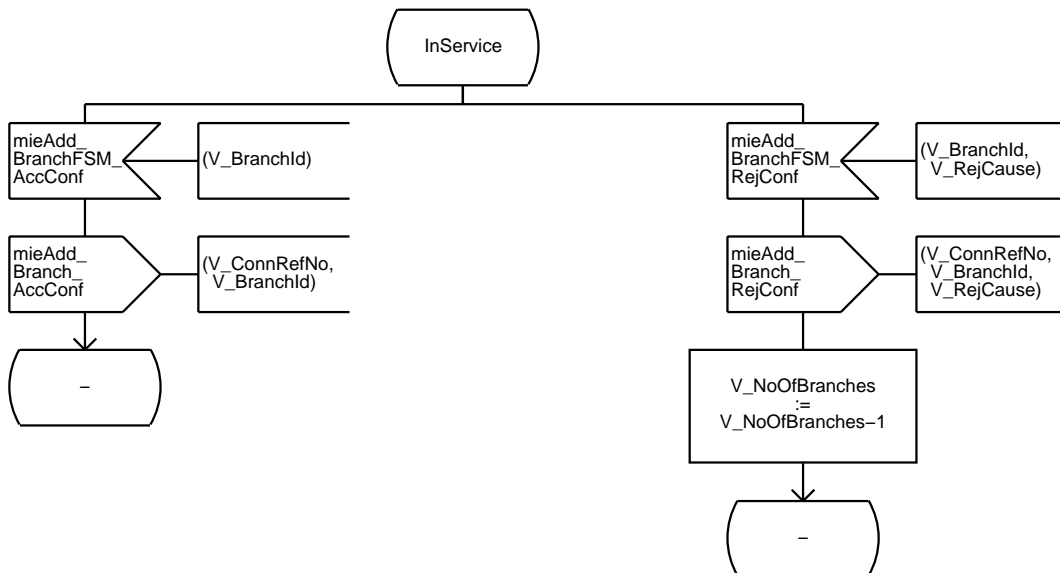 InService
mieAdd_
BranchFSM_
AccConf
(V_BranchId)
mieAdd_
Branch_
AccConf
(V_ConnRefNo,
V_BranchId)
–
mieAdd_
BranchFSM_
RejConf
(V_BranchId,
V_RejCause)
mieAdd_
Branch_
RejConf
(V_ConnRefNo,
V_BranchId,
V_RejCause)
V_NoOfBranches
:=
V_NoOfBranches–1
–